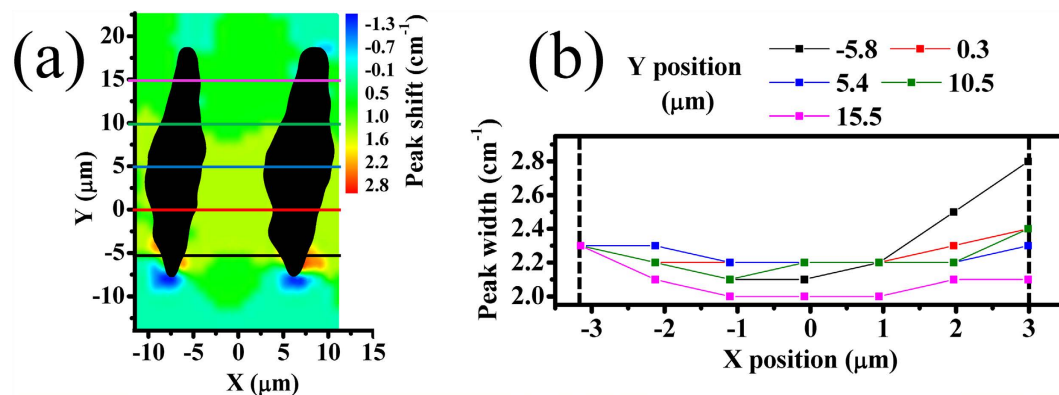 (a)
20
15
10
5
0
-5
-10
Y (μm)
-10 -5 0 5 10 15
X (μm)
-1.3
-0.7
-0.1
0.5
1.0
1.6
2.2
2.8
Peak shift (cm-1)
(b)
Y position
(μm)
-5.8 0.3
5.4 10.5
15.5
2.8
2.6
2.4
2.2
2.0
Peak width (cm-1)
-3 -2 -1 0 1 2 3
X position (μm)